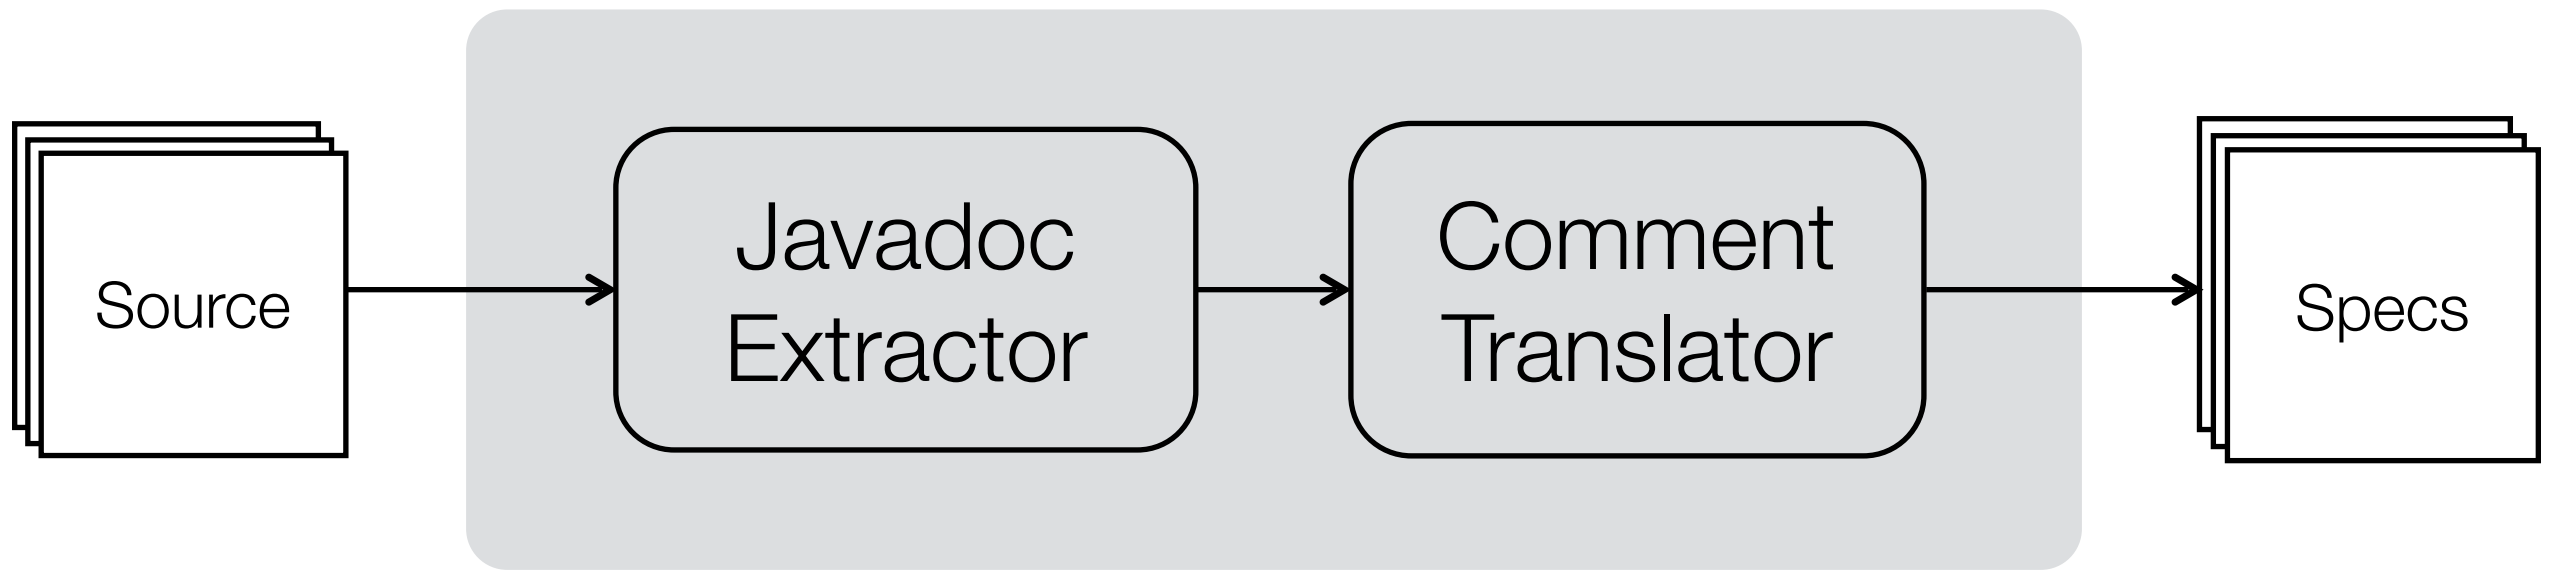 Source
Javadoc
Extractor
Comment
Translator
Specs